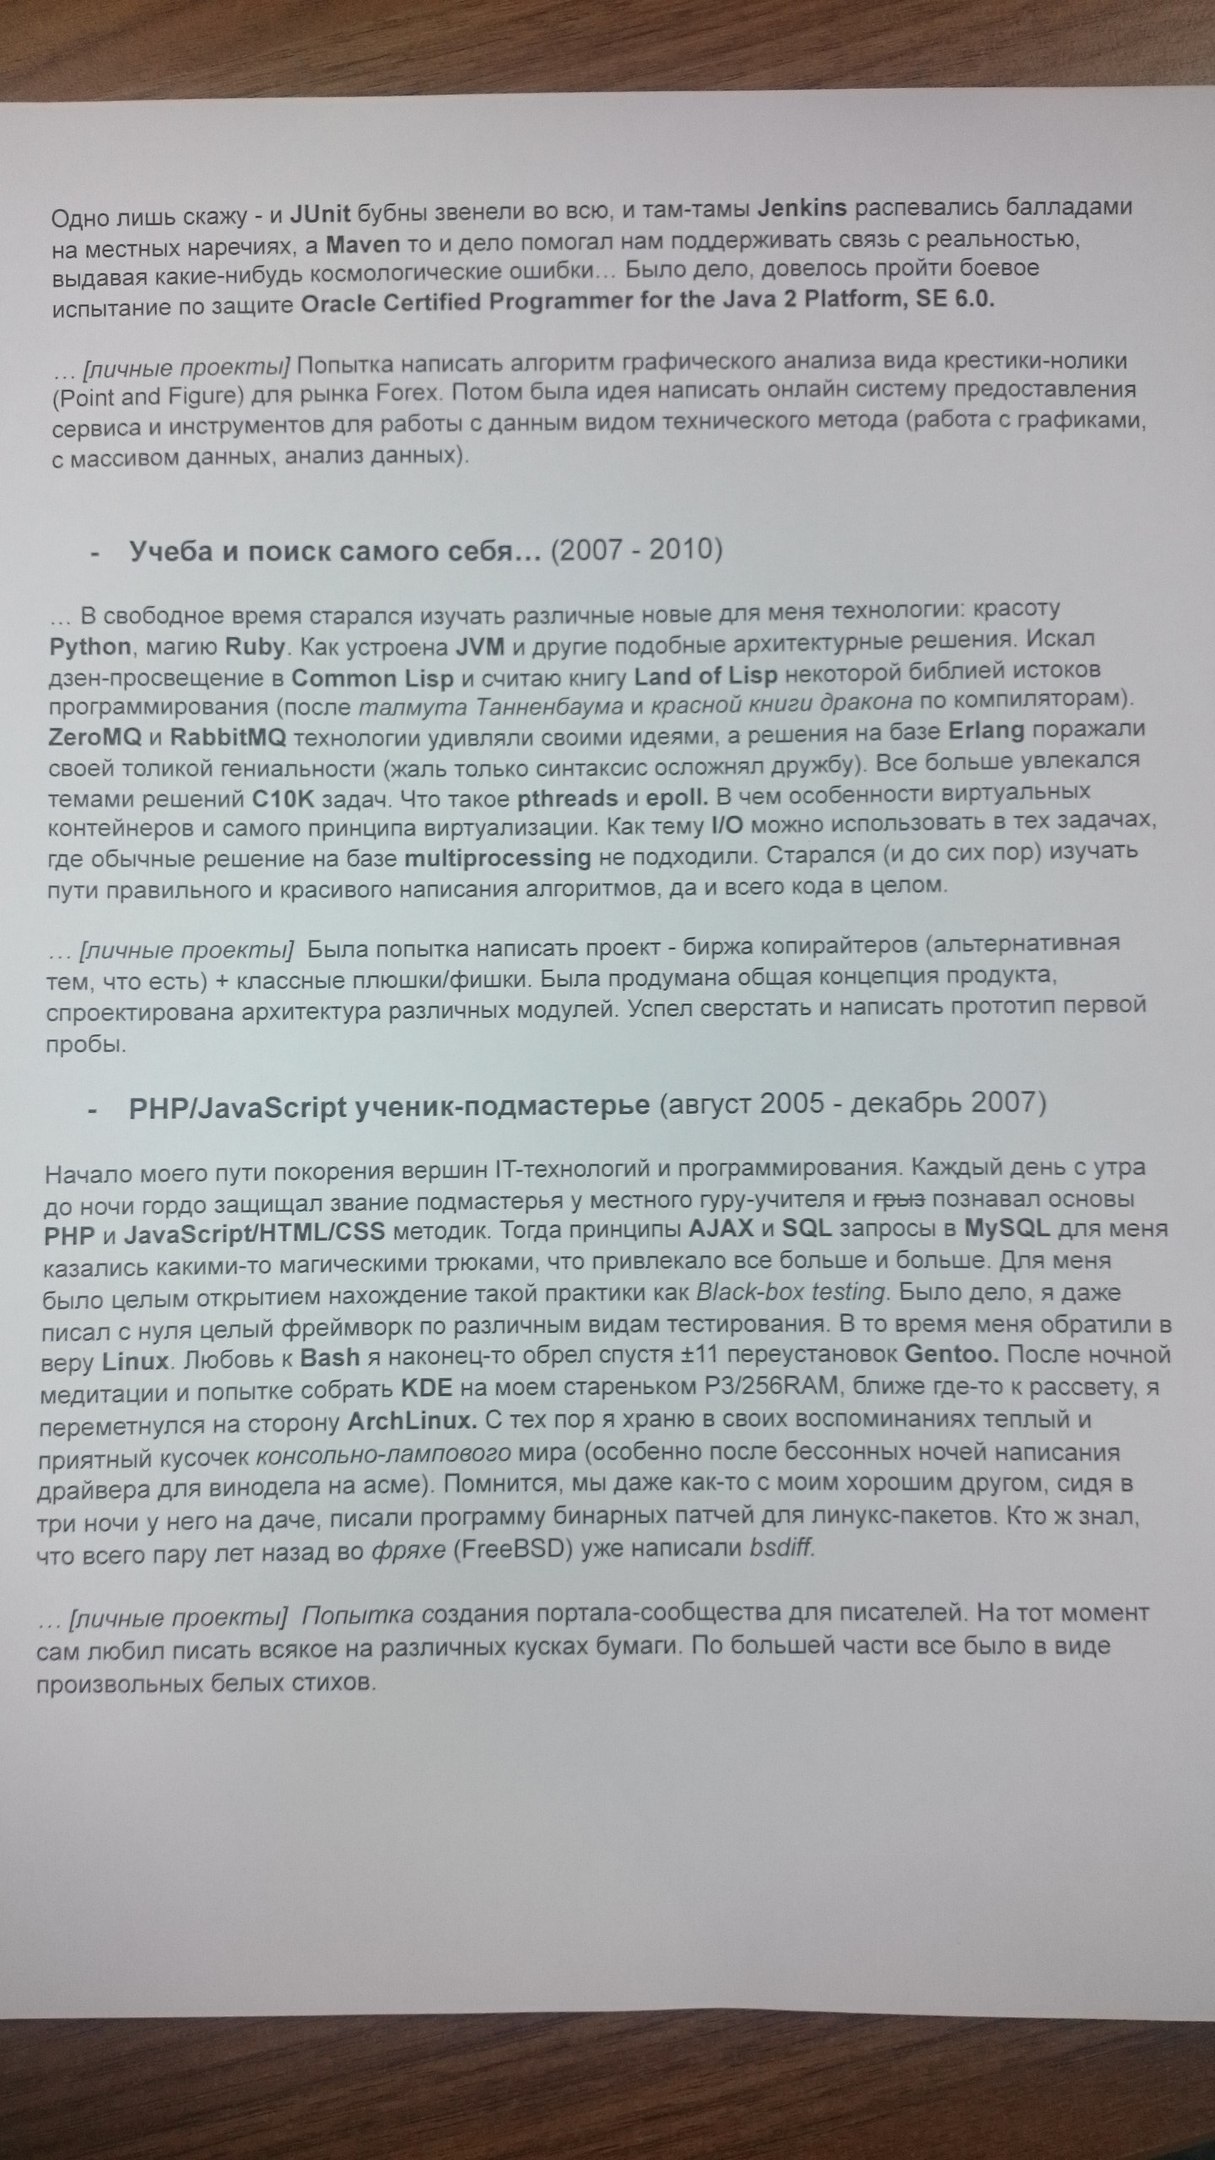 Одно лишь скажу - и JUnit бубны звенели во всю, и там-тамы Jenkins распевались балладами
на местных наречиях, а Maven то и дело помогал нам поддерживать связь с реальностью,
выдавая какие-нибудь космологические ошибки... Было дело, довелось пройти боевое
испытание по защите Oracle Certified Programmer for the Java 2 Platform, SE 6.0.
... [личные проекты] Попытка написать алгоритм графического анализа вида крестики-нолики
(Point and Figure) для рынка Forex. Потом была идея написать онлайн систему предоставления
сервиса и инструментов для работы с данным видом технического метода (работа с графиками,
с массивом данных, анализ данных).
- Учеба и поиск самого себя... (2007 - 2010)
... В свободное время старался изучать различные новые для меня технологии: красоту
Python, магию Ruby. Как устроена JVM и другие подобные архитектурные решения. Искал
дзен-просвещение в Common Lisp и считаю книгу Land of Lisp некоторой библией истоков
программирования (после талмута Танненбаума и красной книги дракона по компиляторам).
ZeroMQ и RabbitMQ технологии удивляли своими идеями, а решения на базе Erlang поражали
своей толикой гениальности (жаль только синтаксис осложнял дружбу). Все больше увлекался
темами решений C10K задач. Что такое pthreads и epoll. В чем особенности виртуальных
контейнеров и самого принципа виртуализации. Как тему I/O можно использовать в тех задачах,
где обычные решение на базе multiprocessing не подходили. Старался (и до сих пор) изучать
пути правильного и красивого написания алгоритмов, да и всего кода в целом.
... [личные проекты] Была попытка написать проект - биржа копирайтеров (альтернативная
тем, что есть) + классные плюшки/фишки. Была продумана общая концепция продукта,
спроектирована архитектура различных модулей. Успел сверстать и написать прототип первой
пробы.
- PHP/JavaScript ученик-подмастерье (август 2005 - декабрь 2007)
Начало моего пути покорения вершин IT-технологий и программирования. Каждый день с утра
до ночи гордо защищал звание подмастерья у местного гуру-учителя и грыз познавал основы
PHP и JavaScript/HTML/CSS методик. Тогда принципы AJAX и SQL запросы в MySQL для меня
казались какими-то магическими трюками, что привлекало все больше и больше. Для меня
было целым открытием нахождение такой практики как Black-box testing. Было дело, я даже
писал с нуля целый фреймворк по различным видам тестирования. В то время меня обратили в
веру Linux. Любовь к Bash я наконец-то обрел спустя ±11 переустановок Gentoo. После ночной
медитации и попытке собрать KDE на моем стареньком P3/256RAM, ближе где-то к рассвету, я
переметнулся на сторону ArchLinux. С тех пор я храню в своих воспоминаниях теплый и
приятный кусочек консольно-лампового мира (особенно после бессонных ночей написания
драйвера для винодела на асме). Помнится, мы даже как-то с моим хорошим другом, сидя в
три ночи у него на даче, писали программу бинарных патчей для линукс-пакетов. Кто ж знал,
что всего пару лет назад во фряхе (FreeBSD) уже написали bsdiff.
... [личные проекты] Попытка создания портала-сообщества для писателей. На тот момент
сам любил писать всякое на различных кусках бумаги. По большей части все было в виде
произвольных белых стихов.